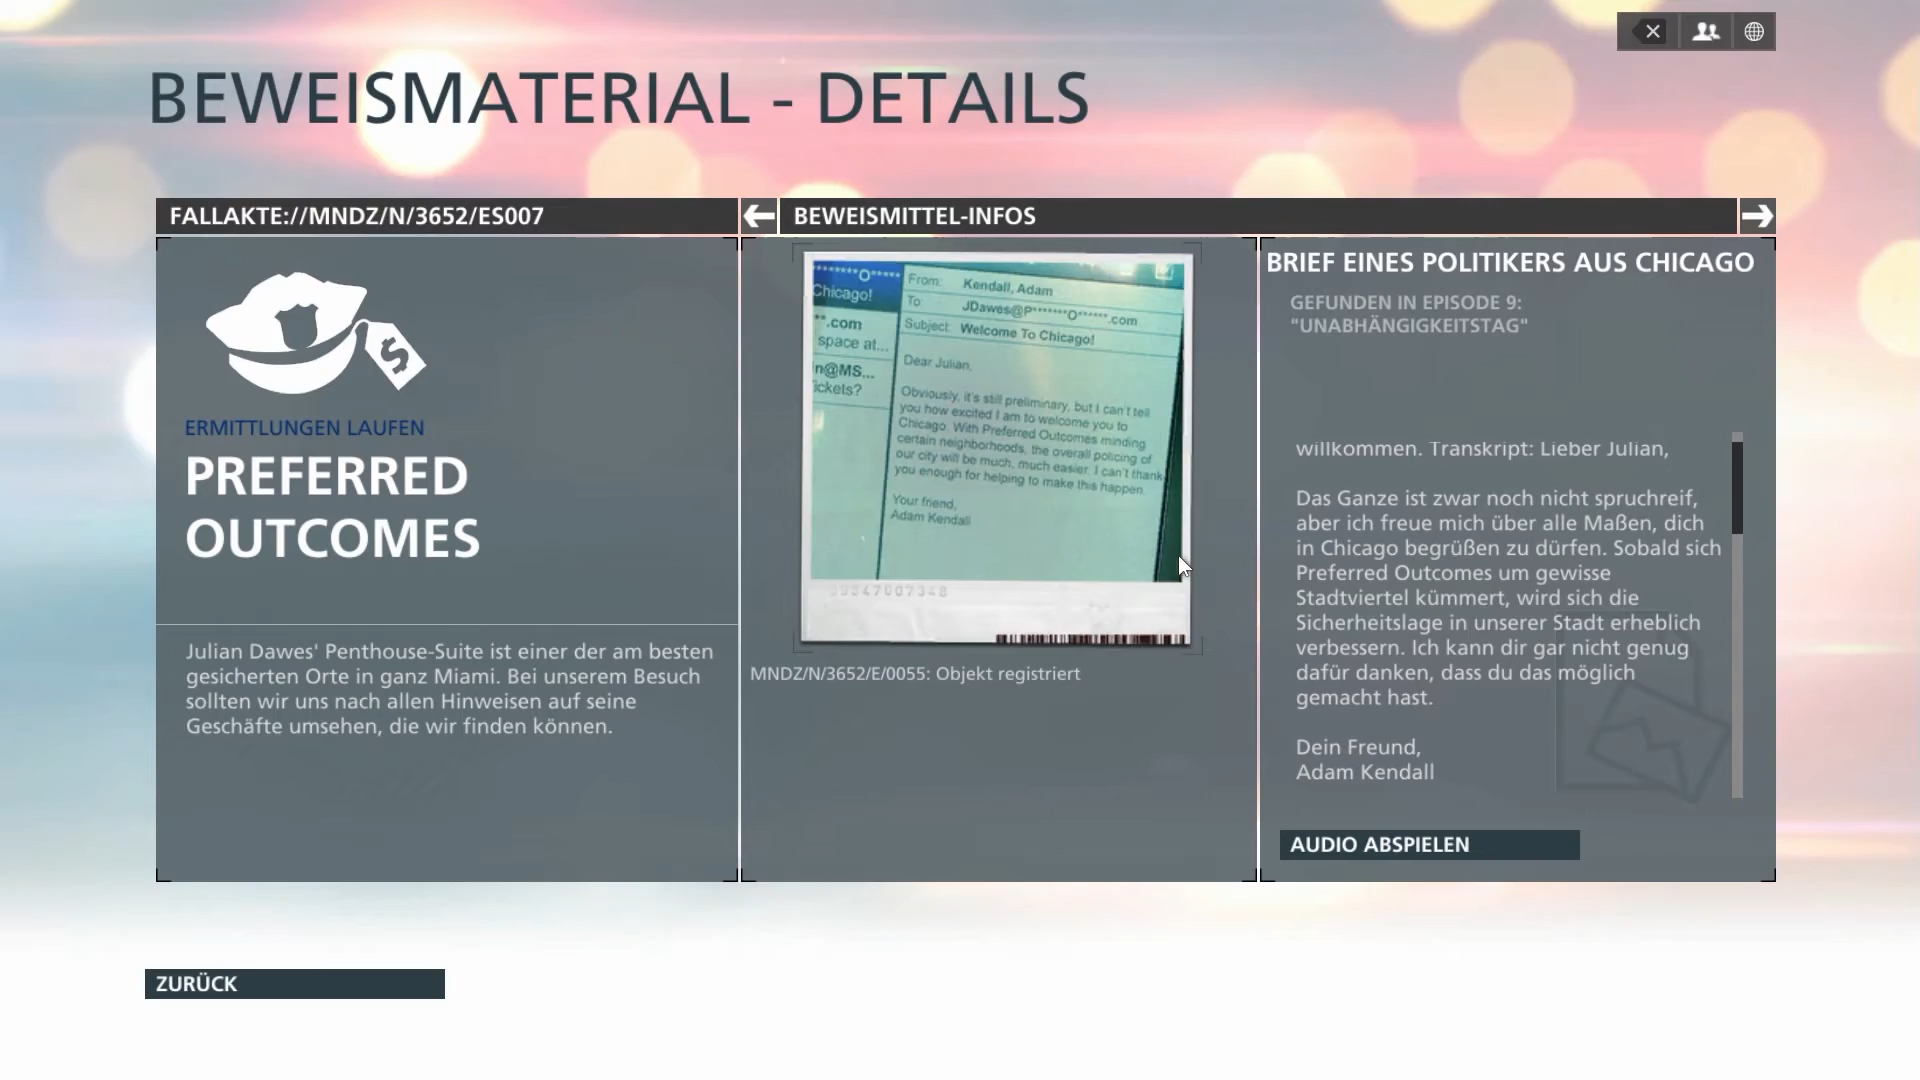 BEWEISMATERIAL - DETAILS
FALLAKTE://MNDZ/N/3652/ES007
BEWEISMITTEL-INFOS
ERMITTLUNGEN LAUFEN
PREFERRED
OUTCOMES
Julian Dawes' Penthouse-Suite ist einer der am besten
gesicherten Orte in ganz Miami. Bei unserem Besuch
sollten wir uns nach allen Hinweisen auf seine
Geschäfte umsehen, die wir finden können.
********O*****
Chicago!
**.com
space at...
n@MS...
ickets?
From: Kendall, Adam
To: JDawes@P*******O******.com
Subject: Welcome To Chicago!
Dear Julian,
Obviously, it's still preliminary, but I can't tell
you how excited I am to welcome you to
Chicago. With Preferred Outcomes minding
certain neighborhoods, the overall policing of
our city will be much, much easier. I can't thank
you enough for helping to make this happen.
Your friend,
Adam Kendall
MNDZ/N/3652/E/0055: Objekt registriert
BRIEF EINES POLITIKERS AUS CHICAGO
GEFUNDEN IN EPISODE 9:
"UNABHÄNGIGKEITSTAG"
willkommen. Transkript: Lieber Julian,
Das Ganze ist zwar noch nicht spruchreif,
aber ich freue mich über alle Maßen, dich
in Chicago begrüßen zu dürfen. Sobald sich
Preferred Outcomes um gewisse
Stadtviertel kümmert, wird sich die
Sicherheitslage in unserer Stadt erheblich
verbessern. Ich kann dir gar nicht genug
dafür danken, dass du das möglich
gemacht hast.
Dein Freund,
Adam Kendall
AUDIO ABSPIELEN
ZURÜCK